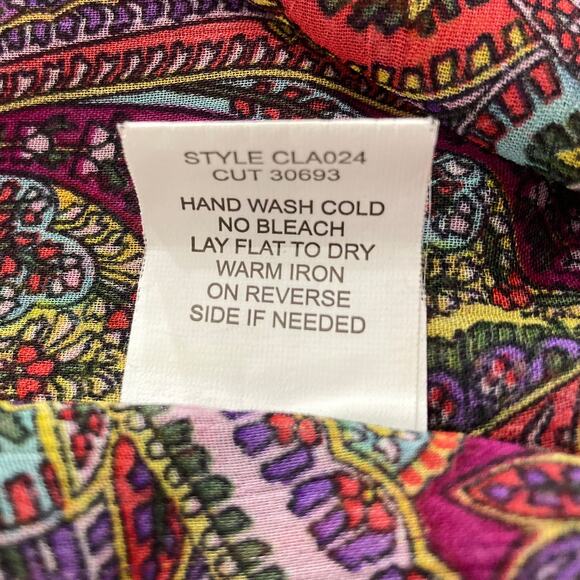 STYLE CLA024
CUT 30693
HAND WASH COLD
NO BLEACH
LAY FLAT TO DRY
WARM IRON
ON REVERSE
SIDE IF NEEDED